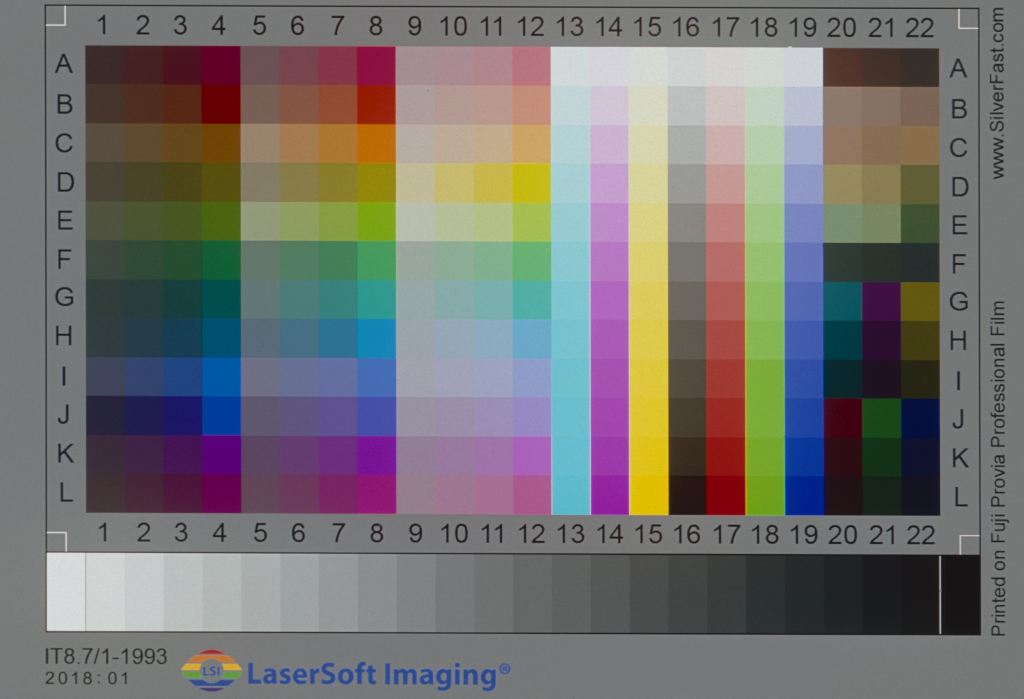 1 2 3 4 5 6 7 8 9 10 11 12 13 14 15 16 17 18 19 20 21 22
A A
B B
C C
D D
E E
F F
G G
H H
I I
J J
K K
L L
1 2 3 4 5 6 7 8 9 10 11 12 13 14 15 16 17 18 19 20 21 22
www.SilverFast.com
Printed on Fuji Provia Professional Film
IT8.7/1-1993
2018:01
LSI
LaserSoft Imaging®